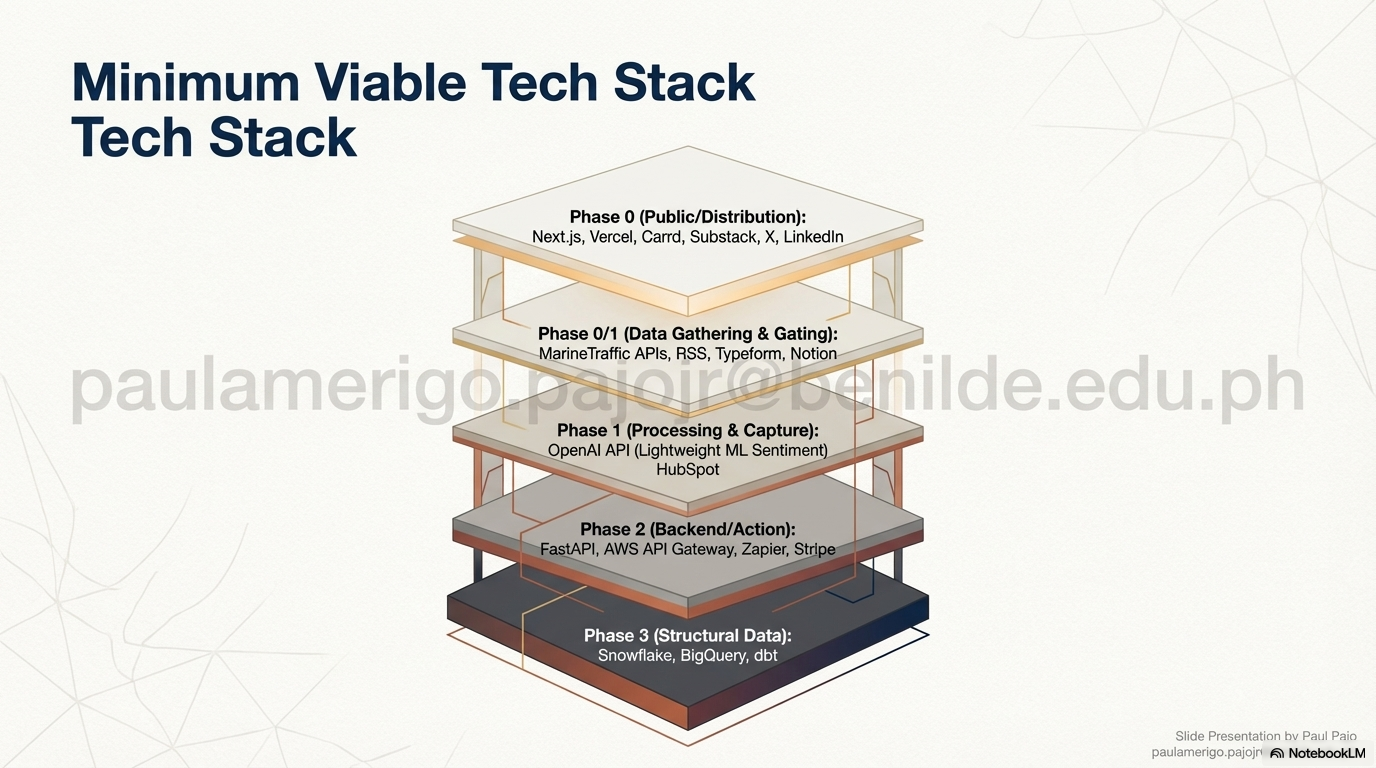 Minimum Viable Tech Stack
Tech Stack
Phase 0 (Public/Distribution):
Next.js, Vercel, Carrd, Substack, X, LinkedIn
Phase 0/1 (Data Gathering & Gating):
MarineTraffic APIs, RSS, Typeform, Notion
paulamerigo.pajojr@benilde.edu.ph
Phase 1 (Processing & Capture):
OpenAI API (Lightweight ML Sentiment)
HubSpot
Phase 2 (Backend/Action):
FastAPI, AWS API Gateway, Zapier, Stripe
Phase 3 (Structural Data):
Snowflake, BigQuery, dbt
Slide Presentation by Paul Pajo
paulamerigo.pajojr
NotebookLM